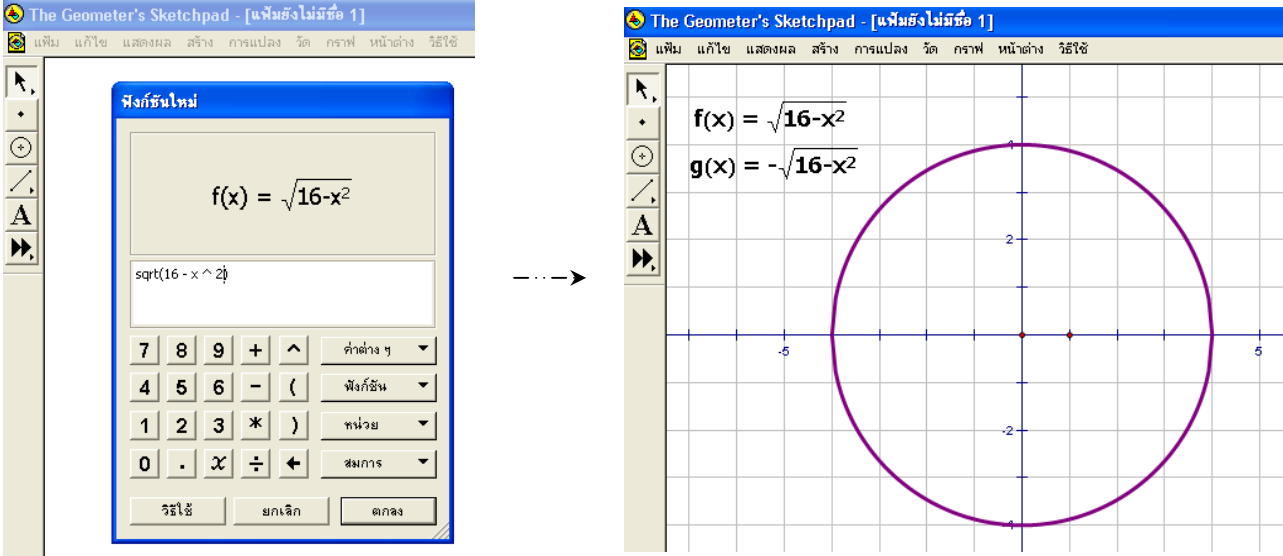 The Geometer's Sketchpad - [แฟ้มยังไม่มีชื่อ 1]
แฟ้ม แก้ไข แสดงผล สร้าง การแปลง วัด กราฟ หน้าต่าง วิธีใช้
A
ฟังก์ชันใหม่
f(x) = √16-x²
sqrt(16 - x ^ 2)
7 8 9 + ^ ค่าต่าง ๆ
4 5 6 − ( ฟังก์ชัน
1 2 3 * ) หน่วย
0 . x ÷ ← สมการ
วิธีใช้ ยกเลิก ตกลง
The Geometer's Sketchpad - [แฟ้มยังไม่มีชื่อ 1]
แฟ้ม แก้ไข แสดงผล สร้าง การแปลง วัด กราฟ หน้าต่าง วิธีใช้
A
f(x) = √16-x²
g(x) = -√16-x²
4
2
-5 5
-2
-4